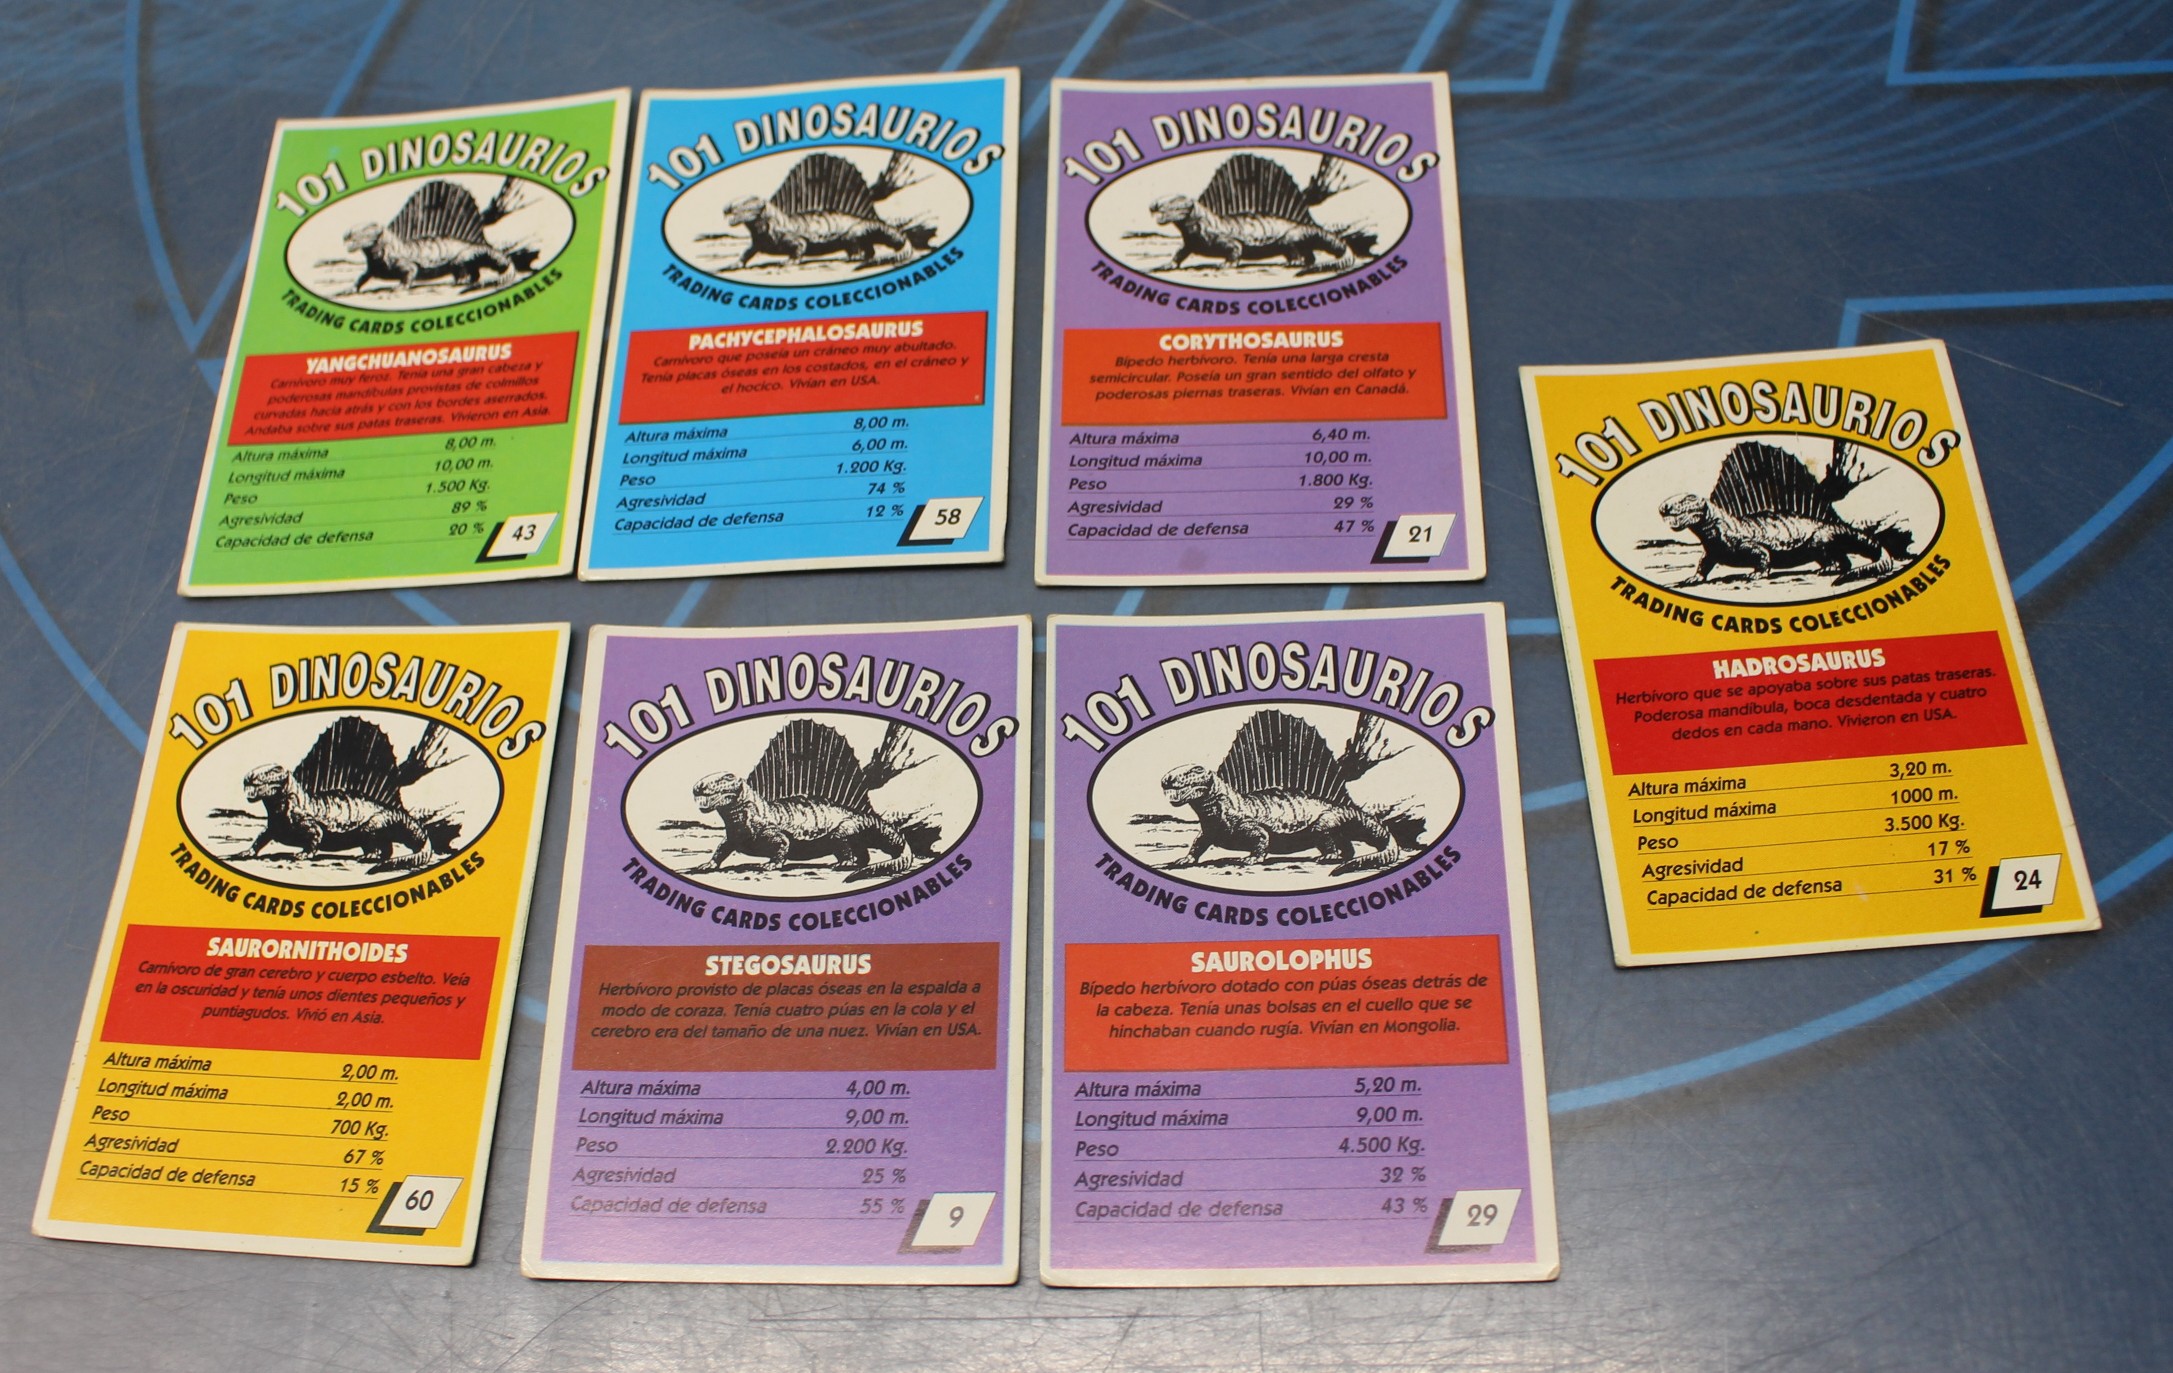 101 DINOSAURIOS
TRADING CARDS COLECCIONABLES
YANGCHUANOSAURUS
Carnívoro muy feroz. Tenía una gran cabeza y
poderosas mandíbulas provistas de colmillos
curvadas hacia atrás y con los bordes aserrados.
Andaba sobre sus patas traseras. Vivieron en Asia.
Altura máxima 8,00 m.
Longitud máxima 10,00 m.
Peso 1.500 Kg.
Agresividad 89 %
Capacidad de defensa 20 %
43
101 DINOSAURIOS
TRADING CARDS COLECCIONABLES
PACHYCEPHALOSAURUS
Carnívoro que poseía un cráneo muy abultado.
Tenía placas óseas en los costados, en el cráneo y
el hocico. Vivían en USA.
Altura máxima 8,00 m.
Longitud máxima 6,00 m.
Peso 1.200 Kg.
Agresividad 74 %
Capacidad de defensa 12 %
58
101 DINOSAURIOS
TRADING CARDS COLECCIONABLES
CORYTHOSAURUS
Bípedo herbívoro. Tenía una larga cresta
semicircular. Poseía un gran sentido del olfato y
poderosas piernas traseras. Vivían en Canadá.
Altura máxima 6,40 m.
Longitud máxima 10,00 m.
Peso 1.800 Kg.
Agresividad 29 %
Capacidad de defensa 47 %
21
101 DINOSAURIOS
TRADING CARDS COLECCIONABLES
HADROSAURUS
Herbívoro que se apoyaba sobre sus patas traseras.
Poderosa mandíbula, boca desdentada y cuatro
dedos en cada mano. Vivieron en USA.
Altura máxima 3,20 m.
Longitud máxima 1000 m.
Peso 3.500 Kg.
Agresividad 17 %
Capacidad de defensa 31 %
24
101 DINOSAURIOS
TRADING CARDS COLECCIONABLES
SAURORNITHOIDES
Carnívoro de gran cerebro y cuerpo esbelto. Veía
en la oscuridad y tenía unos dientes pequeños y
puntiagudos. Vivió en Asia.
Altura máxima 2,00 m.
Longitud máxima 2,00 m.
Peso 700 Kg.
Agresividad 67 %
Capacidad de defensa 15 %
60
101 DINOSAURIOS
TRADING CARDS COLECCIONABLES
STEGOSAURUS
Herbívoro provisto de placas óseas en la espalda a
modo de coraza. Tenía cuatro púas en la cola y el
cerebro era del tamaño de una nuez. Vivían en USA.
Altura máxima 4,00 m.
Longitud máxima 9,00 m.
Peso 2.200 Kg.
Agresividad 25 %
Capacidad de defensa 55 %
9
101 DINOSAURIOS
TRADING CARDS COLECCIONABLES
SAUROLOPHUS
Bípedo herbívoro dotado con púas óseas detrás de
la cabeza. Tenía unas bolsas en el cuello que se
hinchaban cuando rugía. Vivían en Mongolia.
Altura máxima 5,20 m.
Longitud máxima 9,00 m.
Peso 4.500 Kg.
Agresividad 32 %
Capacidad de defensa 43 %
29